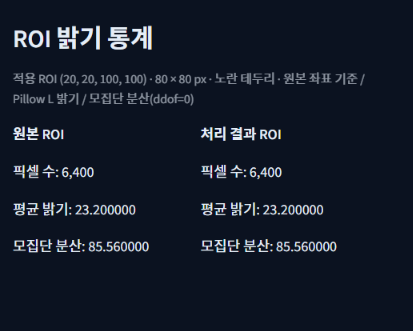 ROI 밝기 통계
적용 ROI (20, 20, 100, 100) · 80 × 80 px · 노란 테두리 · 원본 좌표 기준 /
Pillow L 밝기 / 모집단 분산(ddof=0)
원본 ROI 처리 결과 ROI
픽셀 수: 6,400 픽셀 수: 6,400
평균 밝기: 23.200000 평균 밝기: 23.200000
모집단 분산: 85.560000 모집단 분산: 85.560000